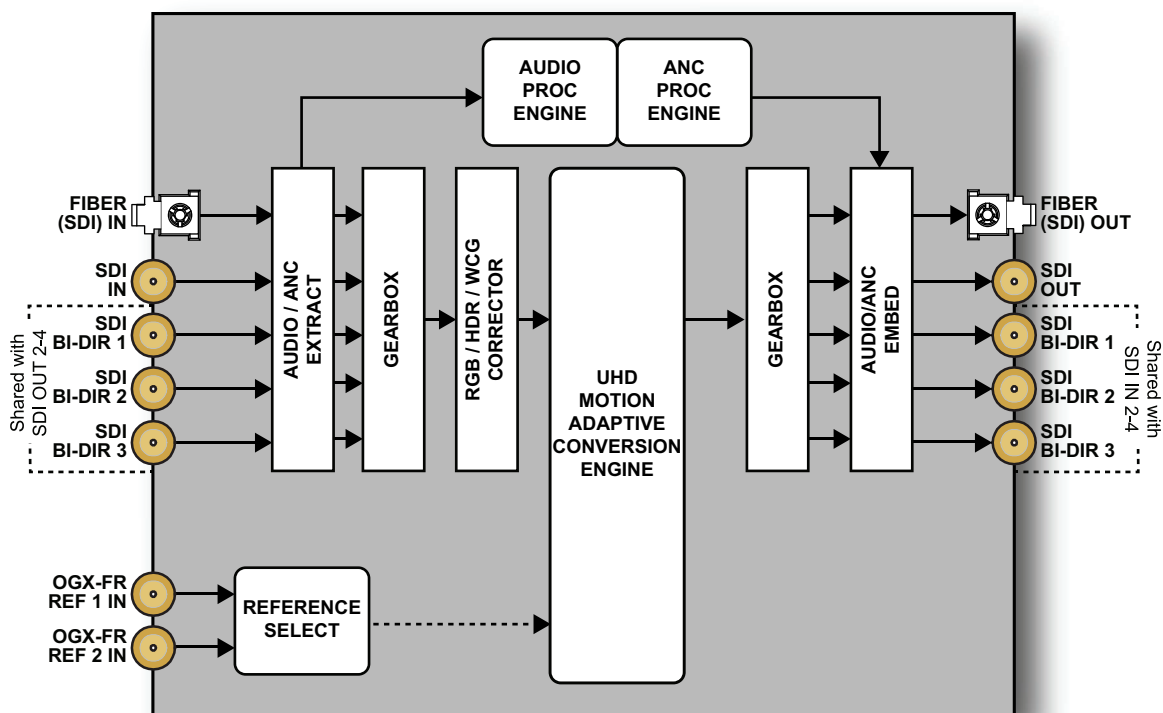 AUDIO
PROC
ENGINE
ANC
PROC
ENGINE
FIBER
(SDI) IN
SDI
IN
SDI
BI-DIR 1
SDI
BI-DIR 2
SDI
BI-DIR 3
Shared with
SDI OUT 2-4
AUDIO / ANC
EXTRACT
GEARBOX
RGB / HDR / WCG
CORRECTOR
UHD
MOTION
ADAPTIVE
CONVERSION
ENGINE
GEARBOX
AUDIO/ANC
EMBED
FIBER
(SDI) OUT
SDI
OUT
SDI
BI-DIR 1
SDI
BI-DIR 2
SDI
BI-DIR 3
Shared with
SDI IN 2-4
OGX-FR
REF 1 IN
OGX-FR
REF 2 IN
REFERENCE
SELECT